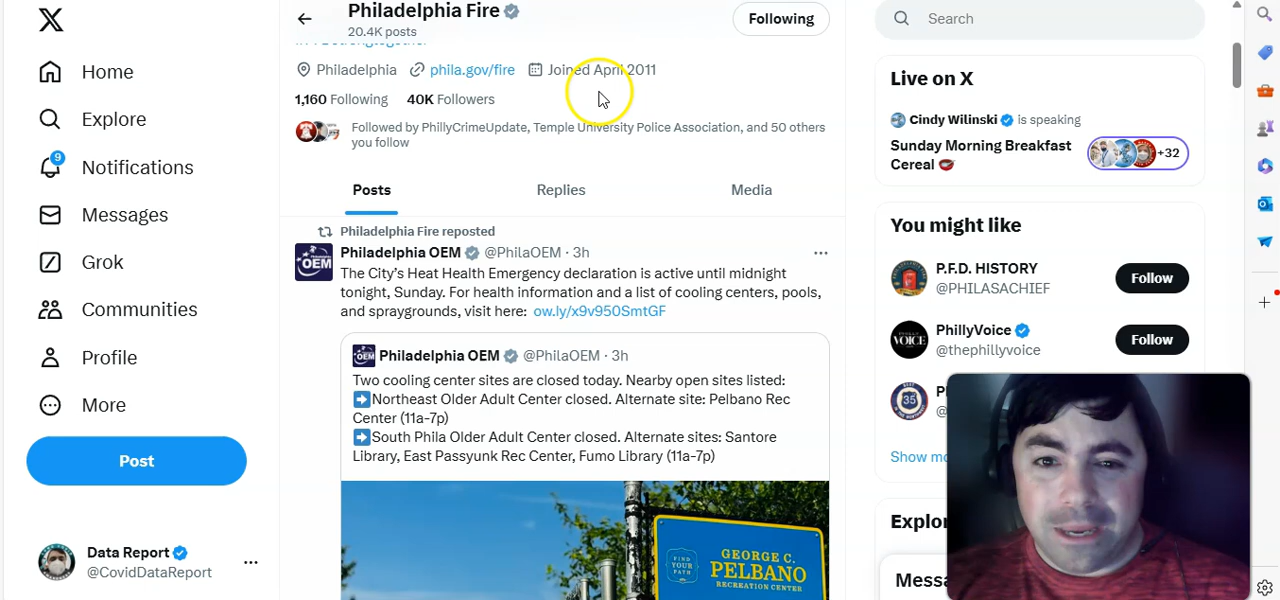 Home
Explore
9
Notifications
Messages
Grok
Communities
Profile
More
Post
Data Report
@CovidDataReport
Philadelphia Fire
20.4K posts
Following
Philadelphia phila.gov/fire Joined April 2011
1,160 Following 40K Followers
Followed by PhillyCrimeUpdate, Temple University Police Association, and 50 others
you follow
Posts Replies Media
Philadelphia Fire reposted
Philadelphia OEM @PhilaOEM · 3h
The City's Heat Health Emergency declaration is active until midnight
tonight, Sunday. For health information and a list of cooling centers, pools,
and spraygrounds, visit here: ow.ly/x9v950SmtGF
Philadelphia OEM @PhilaOEM · 3h
Two cooling center sites are closed today. Nearby open sites listed:
➡Northeast Older Adult Center closed. Alternate site: Pelbano Rec
Center (11a-7p)
➡South Phila Older Adult Center closed. Alternate sites: Santore
Library, East Passyunk Rec Center, Fumo Library (11a-7p)
FIND YOUR PATH
GEORGE C.
PELBANO
RECREATION CENTER
Search
Live on X
Cindy Wilinski is speaking
Sunday Morning Breakfast
Cereal
+32
You might like
P.F.D. HISTORY
@PHILASACHIEF
Follow
PhillyVoice
@thephillyvoice
Follow
35
@
Show
Messa